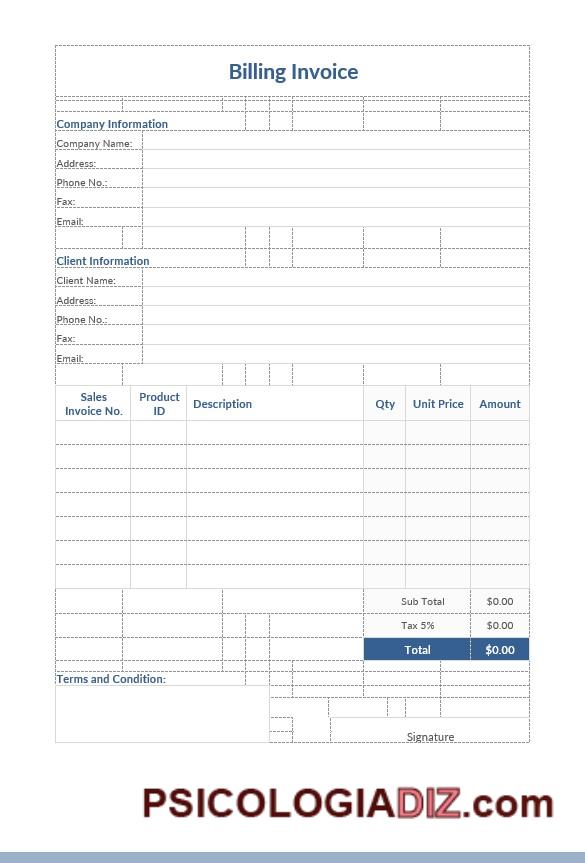 Billing Invoice
Company Information
Company Name:
Address:
Phone No.:
Fax:
Email:
Client Information
Client Name:
Address:
Phone No.:
Fax:
Email:
Sales Invoice No. Product ID Description Qty Unit Price Amount
Sub Total $0.00
Tax 5% $0.00
Total $0.00
Terms and Condition:
Signature
PSICOLOGIADIZ.com